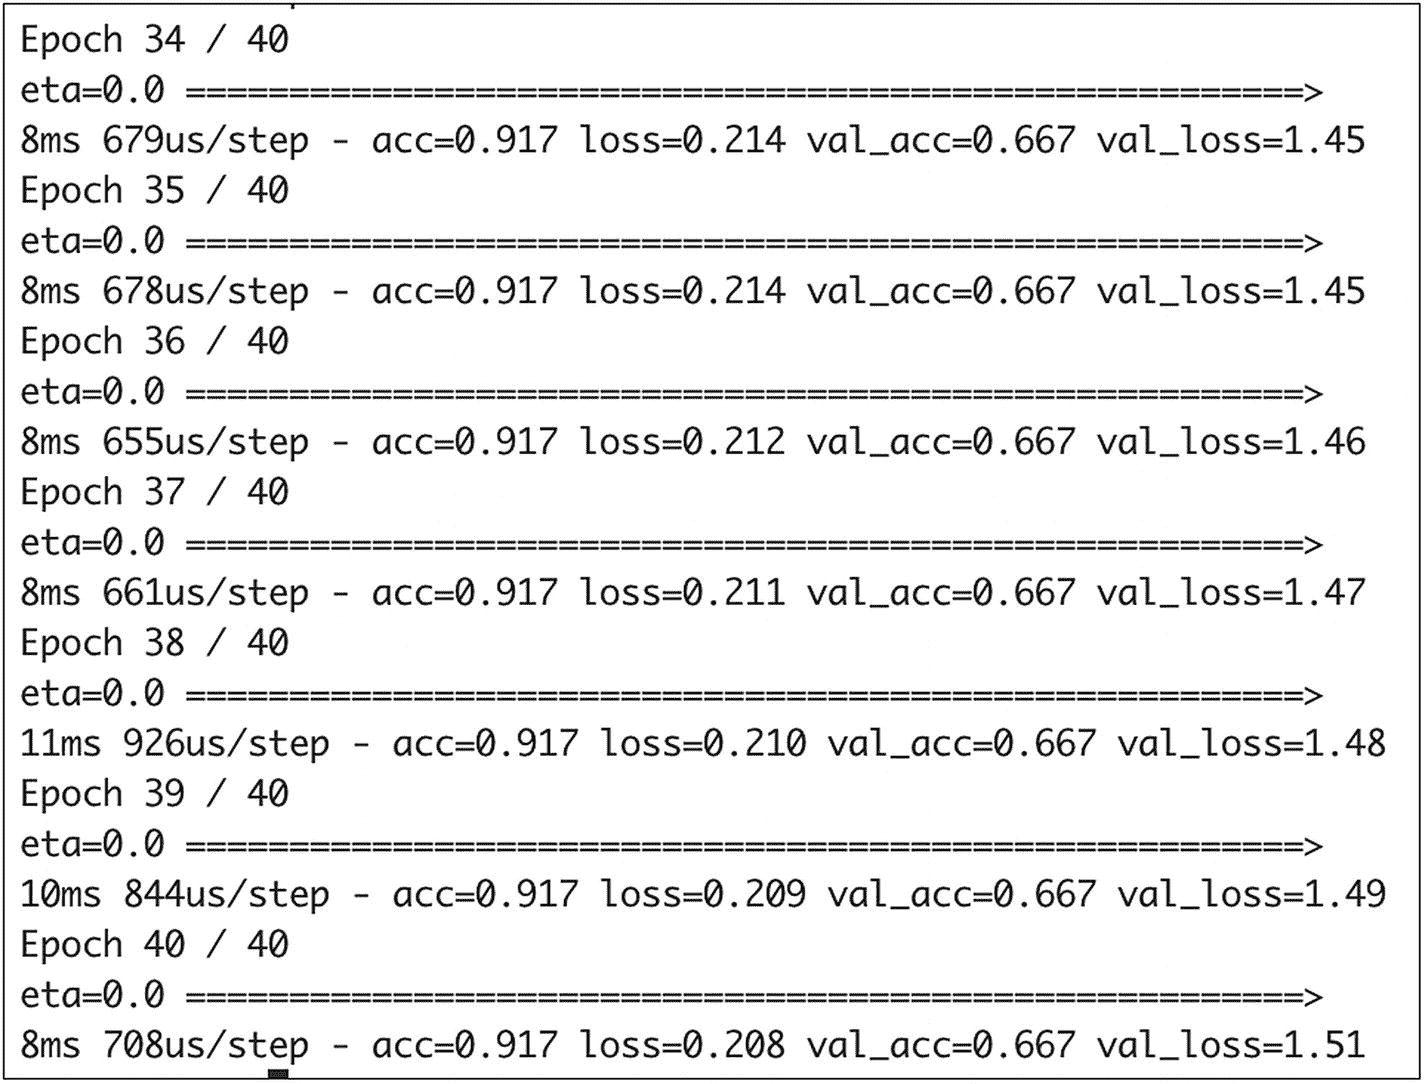 Epoch 34 / 40
eta=0.0 ======================================================>
8ms 679us/step - acc=0.917 loss=0.214 val_acc=0.667 val_loss=1.45
Epoch 35 / 40
eta=0.0 ======================================================>
8ms 678us/step - acc=0.917 loss=0.214 val_acc=0.667 val_loss=1.45
Epoch 36 / 40
eta=0.0 ======================================================>
8ms 655us/step - acc=0.917 loss=0.212 val_acc=0.667 val_loss=1.46
Epoch 37 / 40
eta=0.0 ======================================================>
8ms 661us/step - acc=0.917 loss=0.211 val_acc=0.667 val_loss=1.47
Epoch 38 / 40
eta=0.0 ======================================================>
11ms 926us/step - acc=0.917 loss=0.210 val_acc=0.667 val_loss=1.48
Epoch 39 / 40
eta=0.0 ======================================================>
10ms 844us/step - acc=0.917 loss=0.209 val_acc=0.667 val_loss=1.49
Epoch 40 / 40
eta=0.0 ======================================================>
8ms 708us/step - acc=0.917 loss=0.208 val_acc=0.667 val_loss=1.51